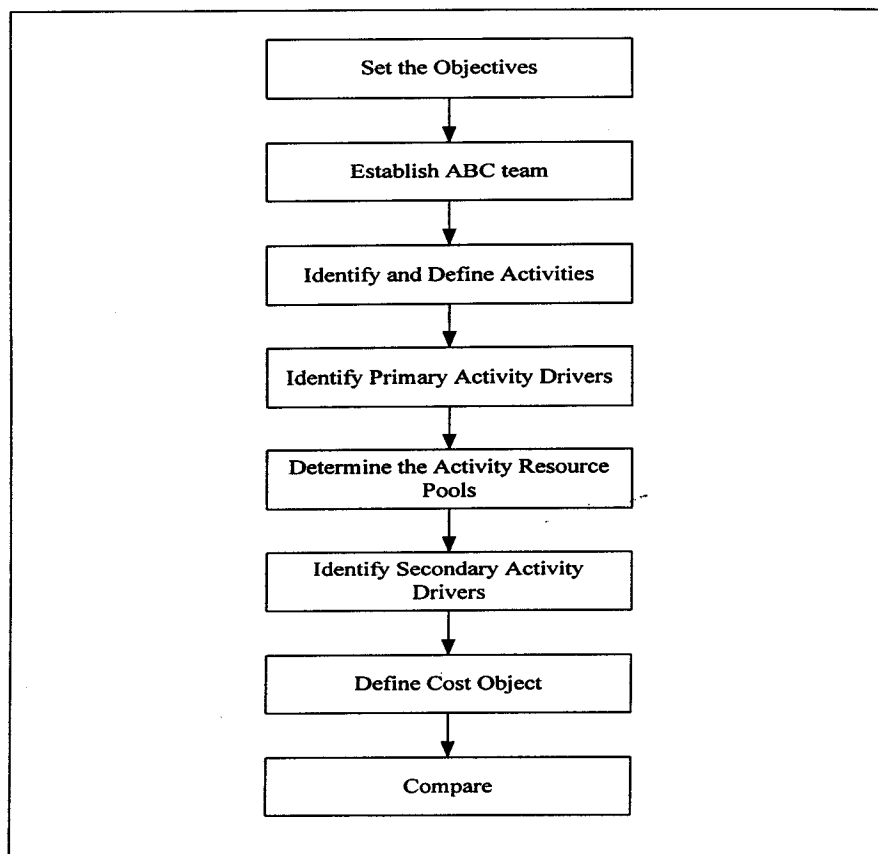 Set the Objectives
Establish ABC team
Identify and Define Activities
Identify Primary Activity Drivers
Determine the Activity Resource
Pools
Identify Secondary Activity
Drivers
Define Cost Object
Compare